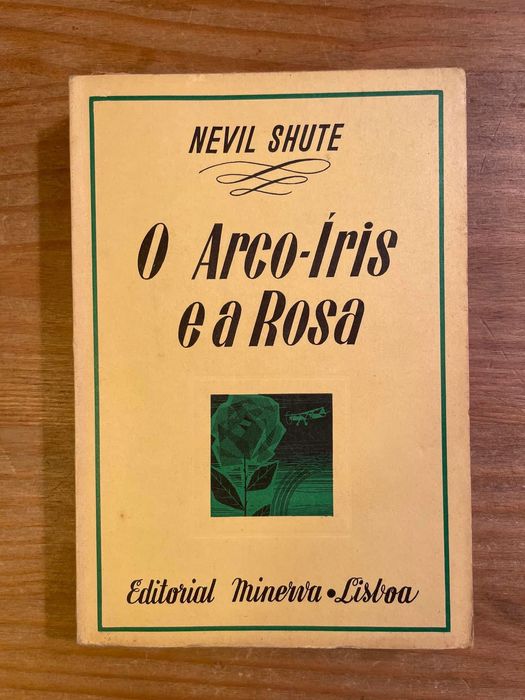 NEVIL SHUTE
O Arco-Íris
e a Rosa
Editorial Minerva • Lisboa